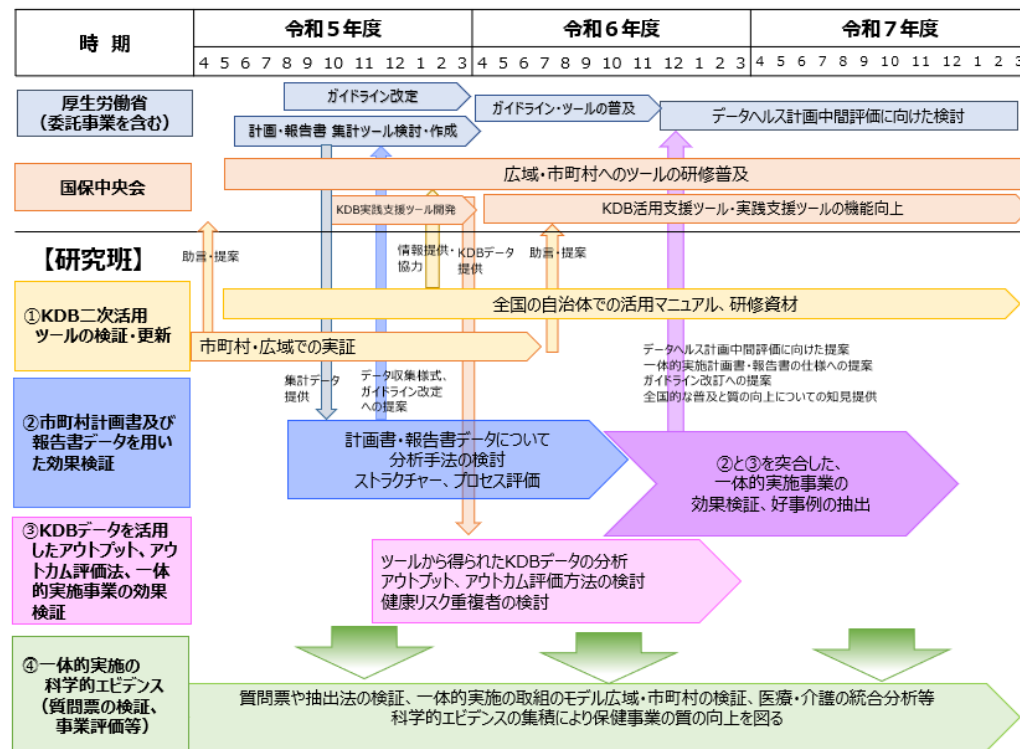 時 期
令和５年度
令和６年度
令和７年度
4 5 6 7 8 9 10 11 12 1 2 3
4 5 6 7 8 9 10 11 12 1 2 3
4 5 6 7 8 9 10 11 12 1 2 3
厚生労働省
（委託事業を含む）
ガイドライン改定
計画・報告書 集計ツール検討・作成
ガイドライン・ツールの普及
データヘルス計画中間評価に向けた検討
国保中央会
広域・市町村へのツールの研修普及
KDB実践支援ツール開発
KDB活用支援ツール・実践支援ツールの機能向上
【研究班】
助言・提案
情報提供・
協力
KDBデータ
提供
助言・提案
①KDB二次活用
ツールの検証・更新
全国の自治体での活用マニュアル、研修資材
市町村・広域での実証
集計データ
提供
データ収集様式、
ガイドライン改定
への提案
データヘルス計画中間評価に向けた提案
一体的実施計画書・報告書の仕様への提案
ガイドライン改訂への提案
全国的な普及と質の向上についての知見提供
②市町村計画書及び
報告書データを用い
た効果検証
計画書・報告書データについて
分析手法の検討
ストラクチャー、プロセス評価
②と③を突合した、
一体的実施事業の
効果検証、好事例の抽出
③KDBデータを活用
したアウトプット、アウ
トカム評価法、一体
的実施事業の効果
検証
ツールから得られたKDBデータの分析
アウトプット、アウトカム評価方法の検討
健康リスク重複者の検討
④一体的実施の
科学的エビデンス
（質問票の検証、
事業評価等）
質問票や抽出法の検証、一体的実施の取組のモデル広域・市町村の検証、医療・介護の統合分析等
科学的エビデンスの集積により保健事業の質の向上を図る